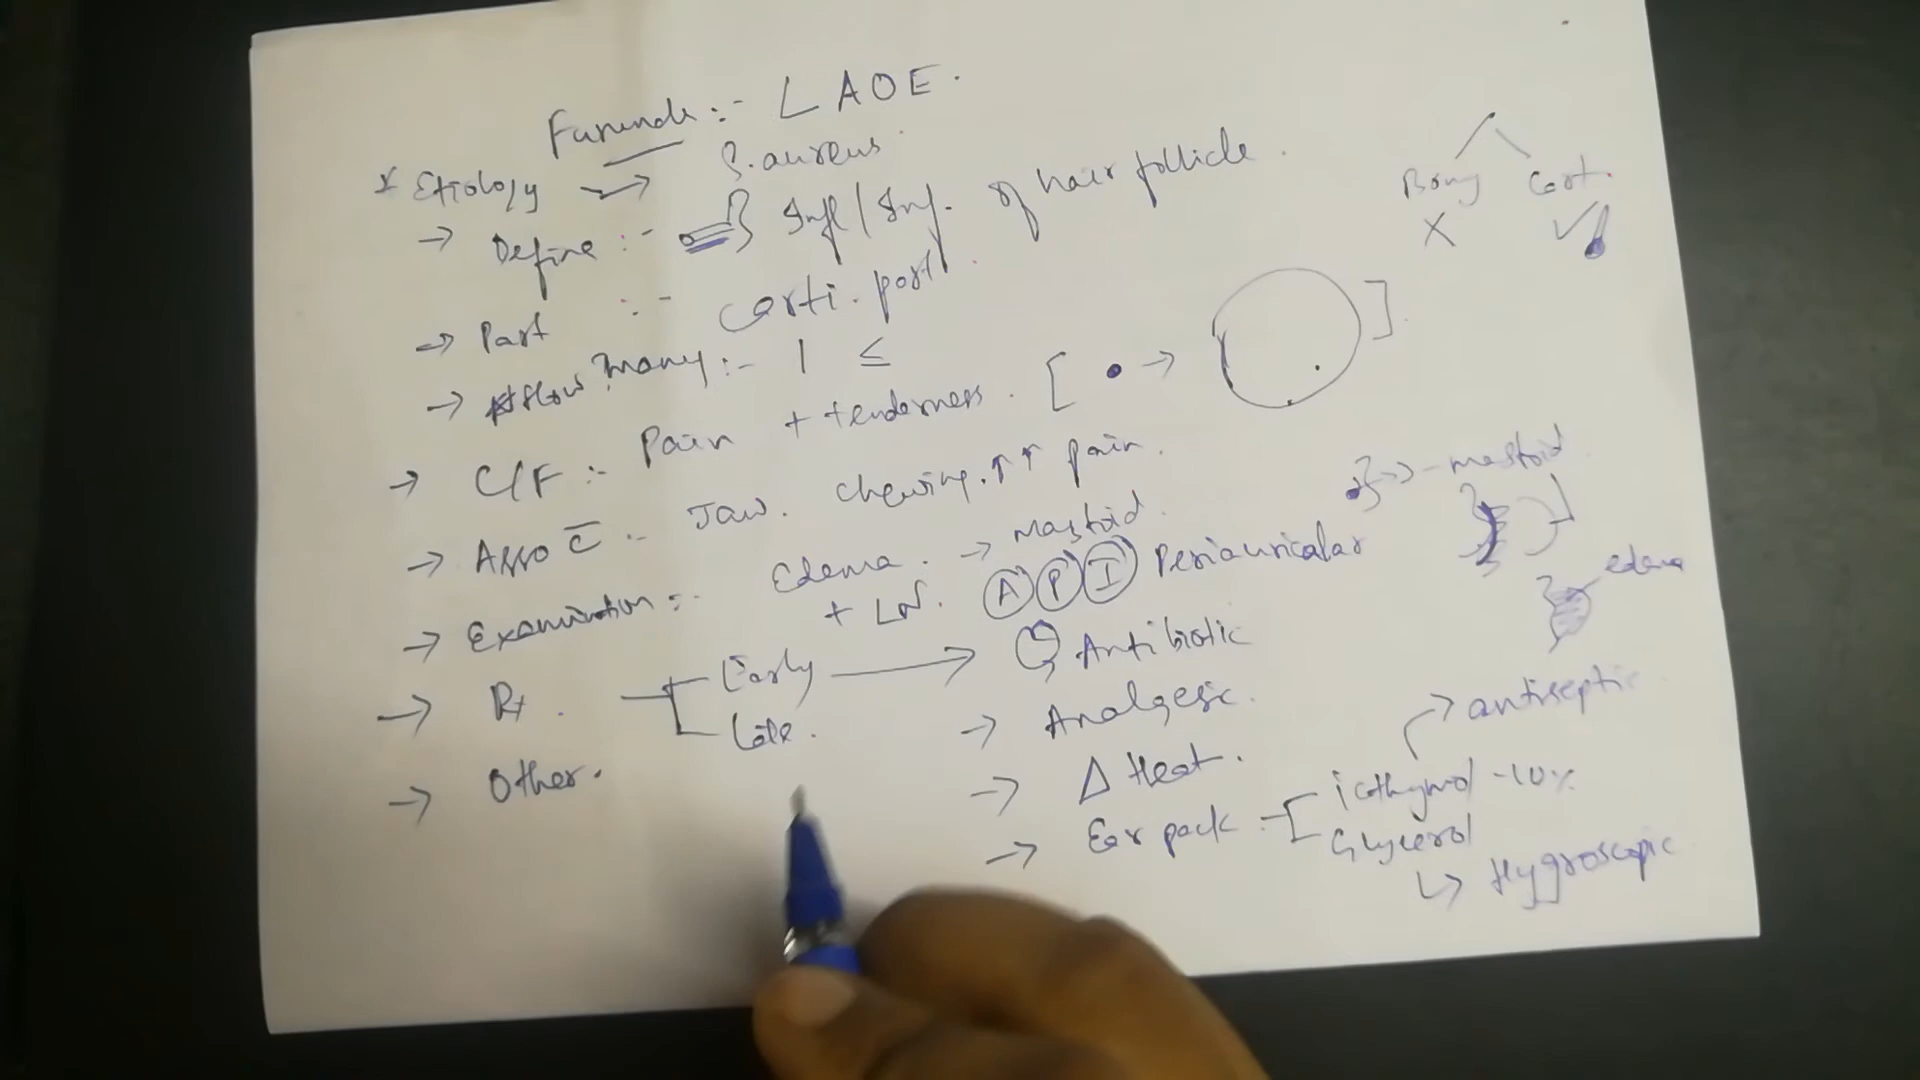 Furuncle :- LAOE.
* Etiology → S. aureus
→ Define :- Infl / Inf. of hair follicle.
→ Part :- Carti. part.
→ How many :- 1 ≤
→ C/F :- Pain + tenderness. [ • → ]
→ Asso c̄ :- Jaw. chewing. ↑↑ pain.
→ Examination :- Edema. → Mastoid.
+ LN. A P I Periauricular
→ Rt. Early → Antibiotic
Late.
→ Analgesic.
→ Δ Heat.
→ Ear pack :- icothymol - 10%
Glycerol
→ antiseptic
↳ Hygroscopic
→ Other.
Bony Cart.
X ✓
→ - mastoid.
edema